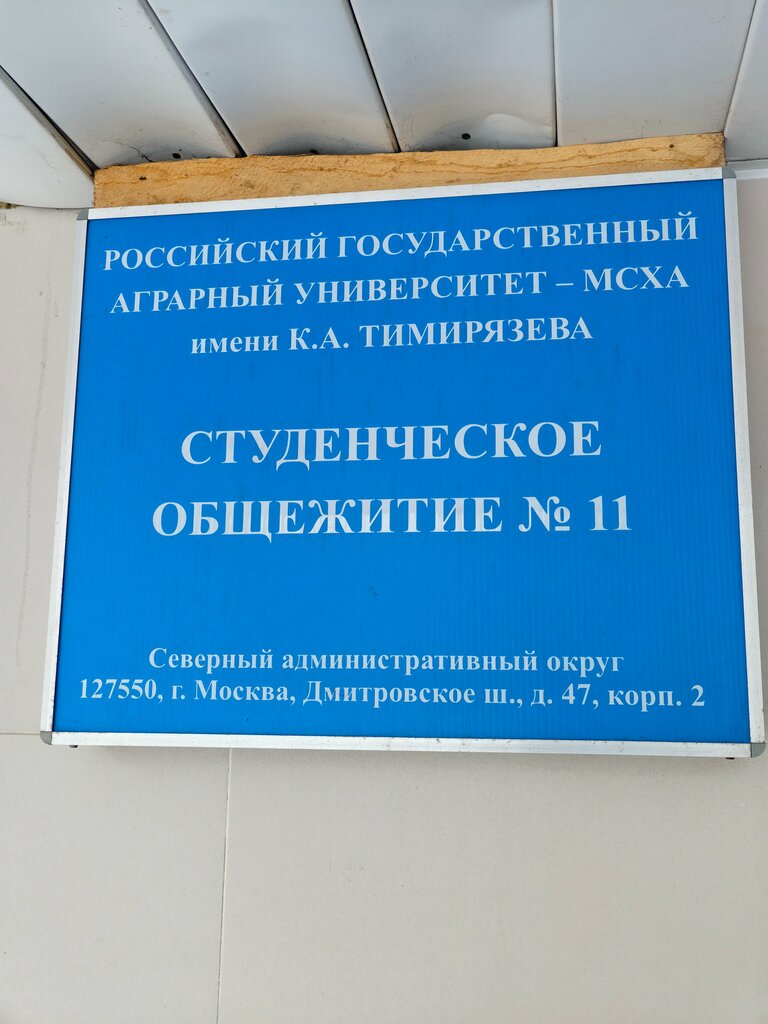 РОССИЙСКИЙ ГОСУДАРСТВЕННЫЙ
АГРАРНЫЙ УНИВЕРСИТЕТ – МСХА
имени К.А. ТИМИРЯЗЕВА
СТУДЕНЧЕСКОЕ
ОБЩЕЖИТИЕ № 11
Северный административный округ
127550, г. Москва, Дмитровское ш., д. 47, корп. 2